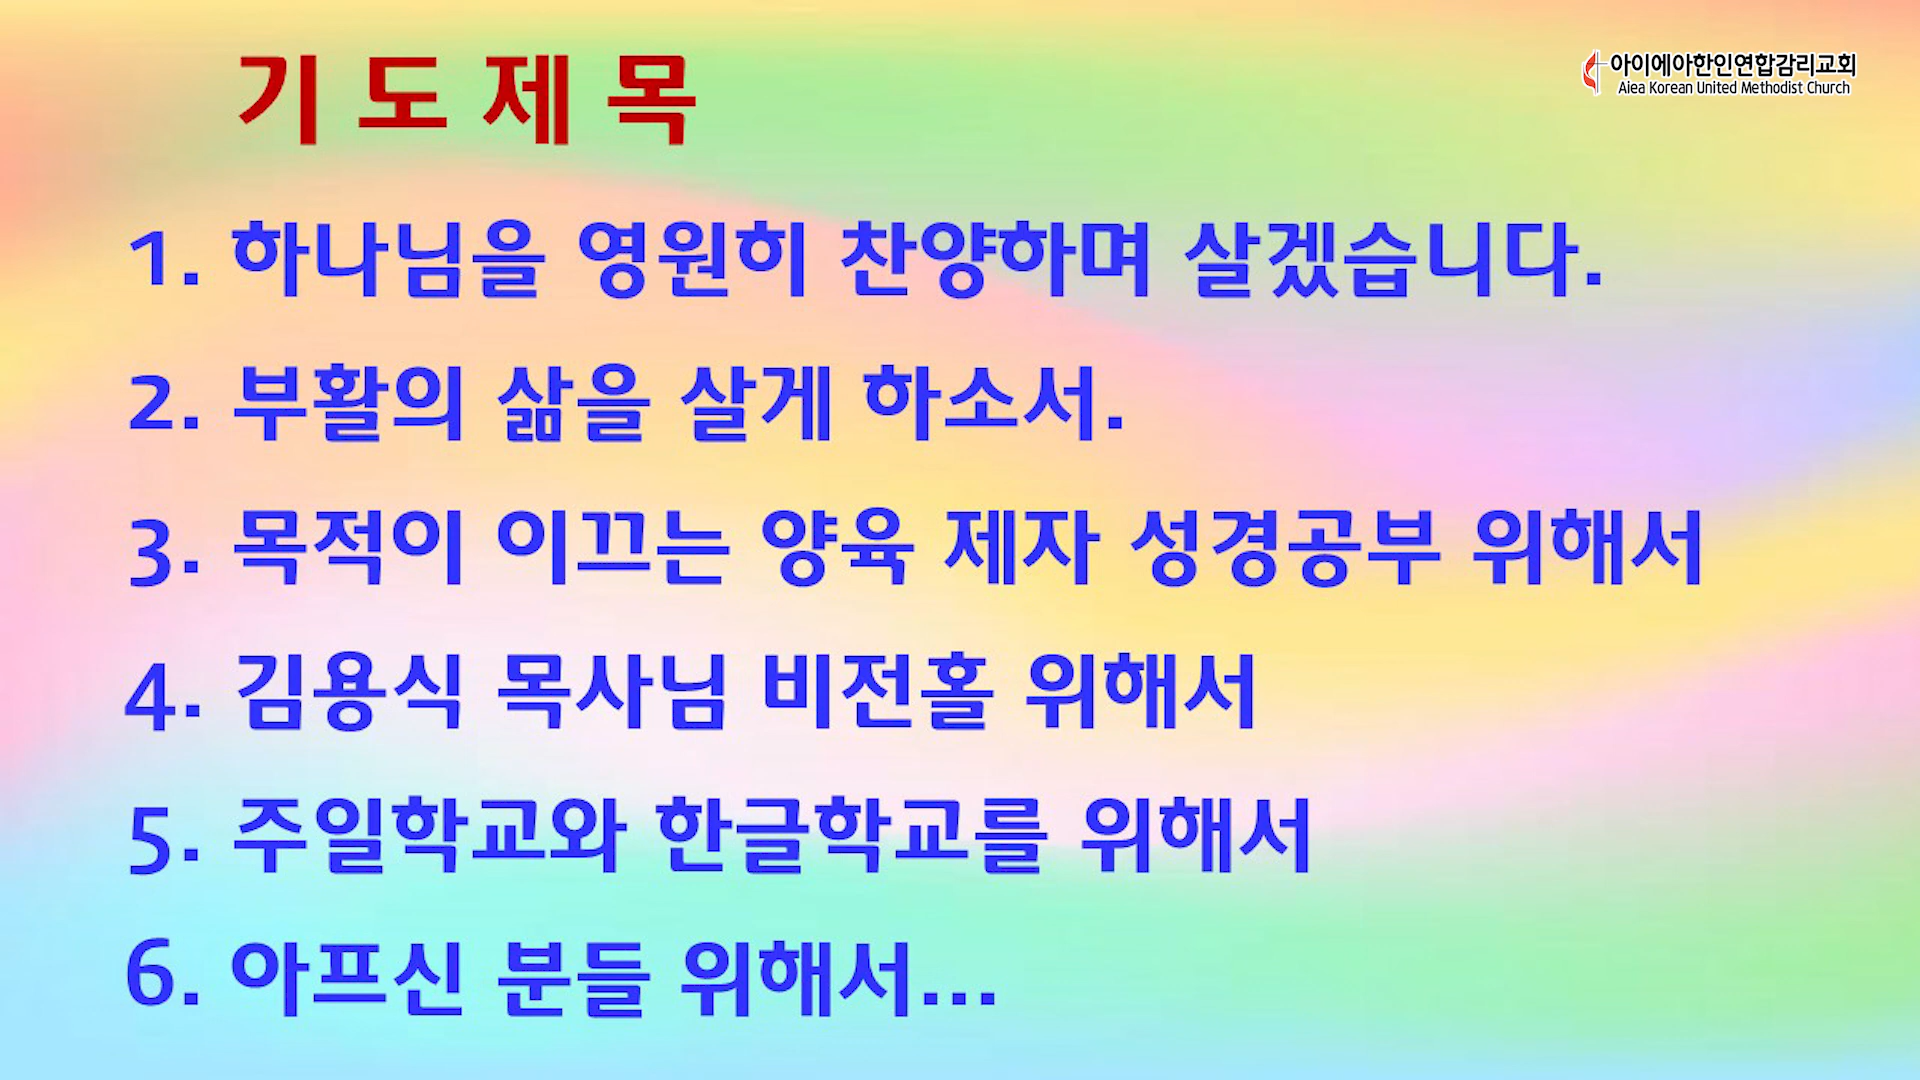 기도제목
아이에아한인연합감리교회
Aiea Korean United Methodist Church
1. 하나님을 영원히 찬양하며 살겠습니다.
2. 부활의 삶을 살게 하소서.
3. 목적이 이끄는 양육 제자 성경공부 위해서
4. 김용식 목사님 비전홀 위해서
5. 주일학교와 한글학교를 위해서
6. 아프신 분들 위해서...